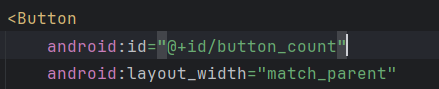 <Button
android:id="@+id/button_count"
android:layout_width="match_parent"